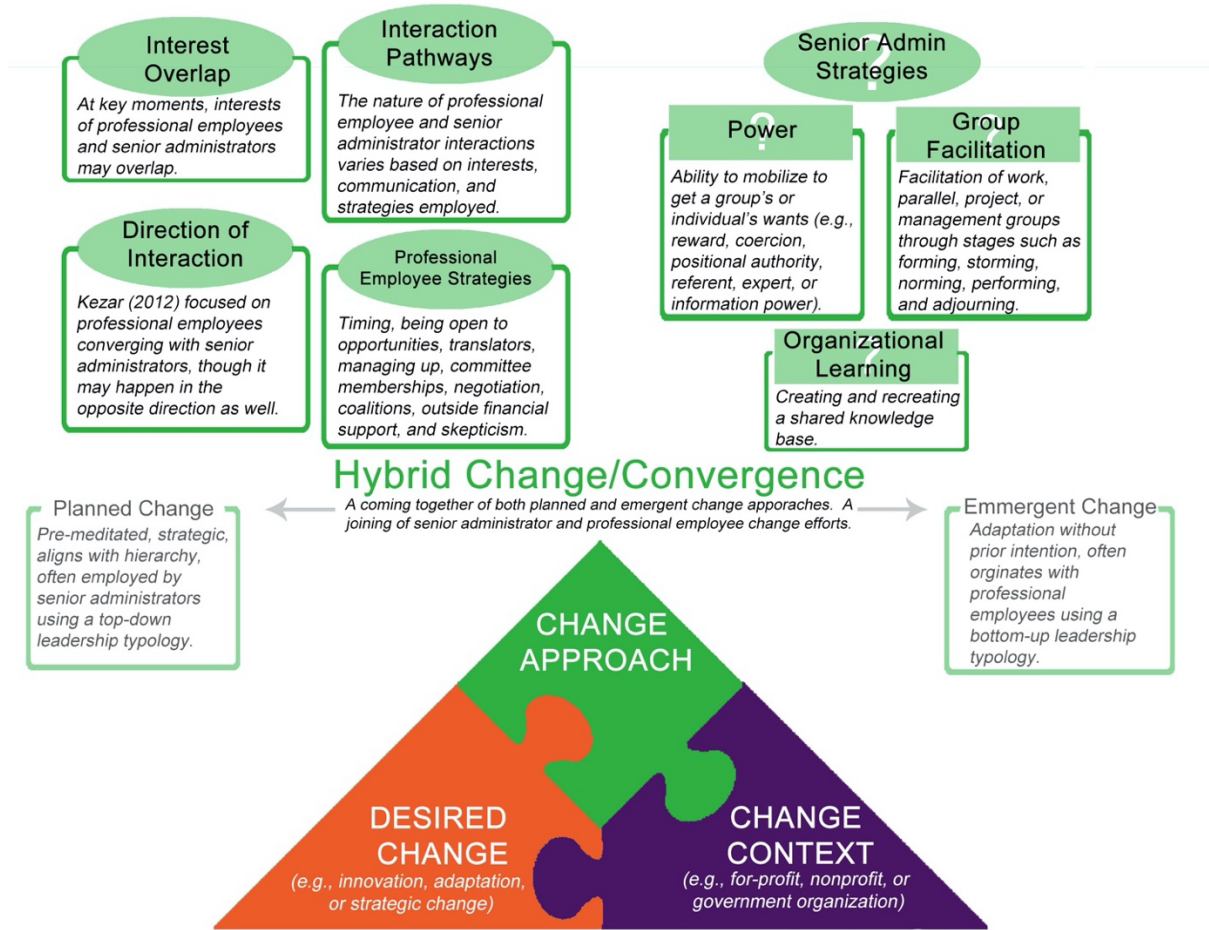 Interest
Overlap
At key moments, interests
of professional employees
and senior administrators
may overlap.
Interaction
Pathways
The nature of professional
employee and senior
administrator interactions
varies based on interests,
communication, and
strategies employed.
Direction of
Interaction
Kezar (2012) focused on
professional employees
converging with senior
administrators, though it
may happen in the
opposite direction as well.
Professional
Employee Strategies
Timing, being open to
opportunities, translators,
managing up, committee
memberships, negotiation,
coalitions, outside financial
support, and skepticism.
?
Senior Admin
Strategies
?
Power
Ability to mobilize to
get a group's or
individual's wants (e.g.,
reward, coercion,
positional authority,
referent, expert, or
information power).
?
Group
Facilitation
Facilitation of work,
parallel, project, or
management groups
through stages such as
forming, storming,
norming, performing,
and adjourning.
?
Organizational
Learning
Creating and recreating
a shared knowledge
base.
Hybrid Change/Convergence
A coming together of both planned and emergent change apporaches. A
joining of senior administrator and professional employee change efforts.
Planned Change
Pre-meditated, strategic,
aligns with hierarchy,
often employed by
senior administrators
using a top-down
leadership typology.
Emmergent Change
Adaptation without
prior intention, often
orginates with
professional
employees using a
bottom-up leadership
typology.
CHANGE
APPROACH
DESIRED
CHANGE
(e.g., innovation, adaptation,
or strategic change)
CHANGE
CONTEXT
(e.g., for-profit, nonprofit, or
government organization)